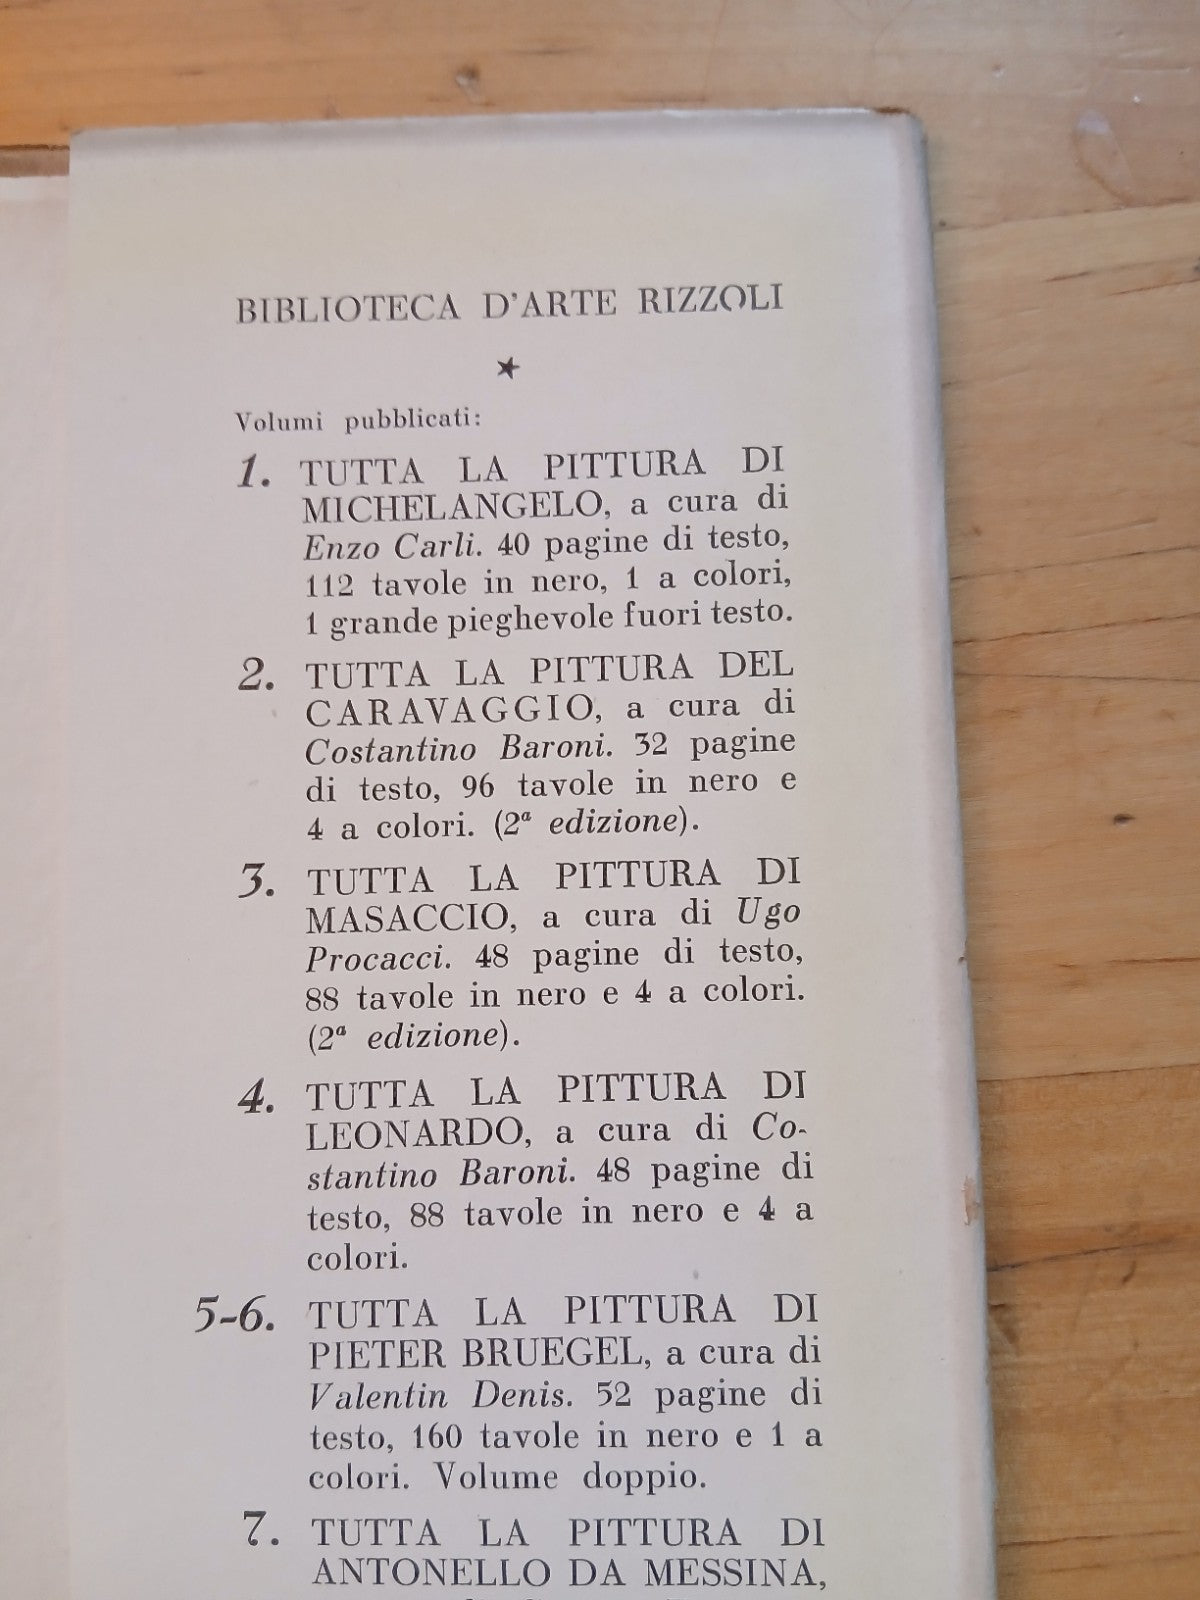 BIBLIOTECA D'ARTE RIZZOLI
★
Volumi pubblicati:
1. TUTTA LA PITTURA DI
MICHELANGELO, a cura di
Enzo Carli. 40 pagine di testo,
112 tavole in nero, 1 a colori,
1 grande pieghevole fuori testo.
2. TUTTA LA PITTURA DEL
CARAVAGGIO, a cura di
Costantino Baroni. 32 pagine
di testo, 96 tavole in nero e
4 a colori. (2ª edizione).
3. TUTTA LA PITTURA DI
MASACCIO, a cura di Ugo
Procacci. 48 pagine di testo,
88 tavole in nero e 4 a colori.
(2ª edizione).
4. TUTTA LA PITTURA DI
LEONARDO, a cura di Co-
stantino Baroni. 48 pagine di
testo, 88 tavole in nero e 4 a
colori.
5-6. TUTTA LA PITTURA DI
PIETER BRUEGEL, a cura di
Valentin Denis. 52 pagine di
testo, 160 tavole in nero e 1 a
colori. Volume doppio.
7. TUTTA LA PITTURA DI
ANTONELLO DA MESSINA,